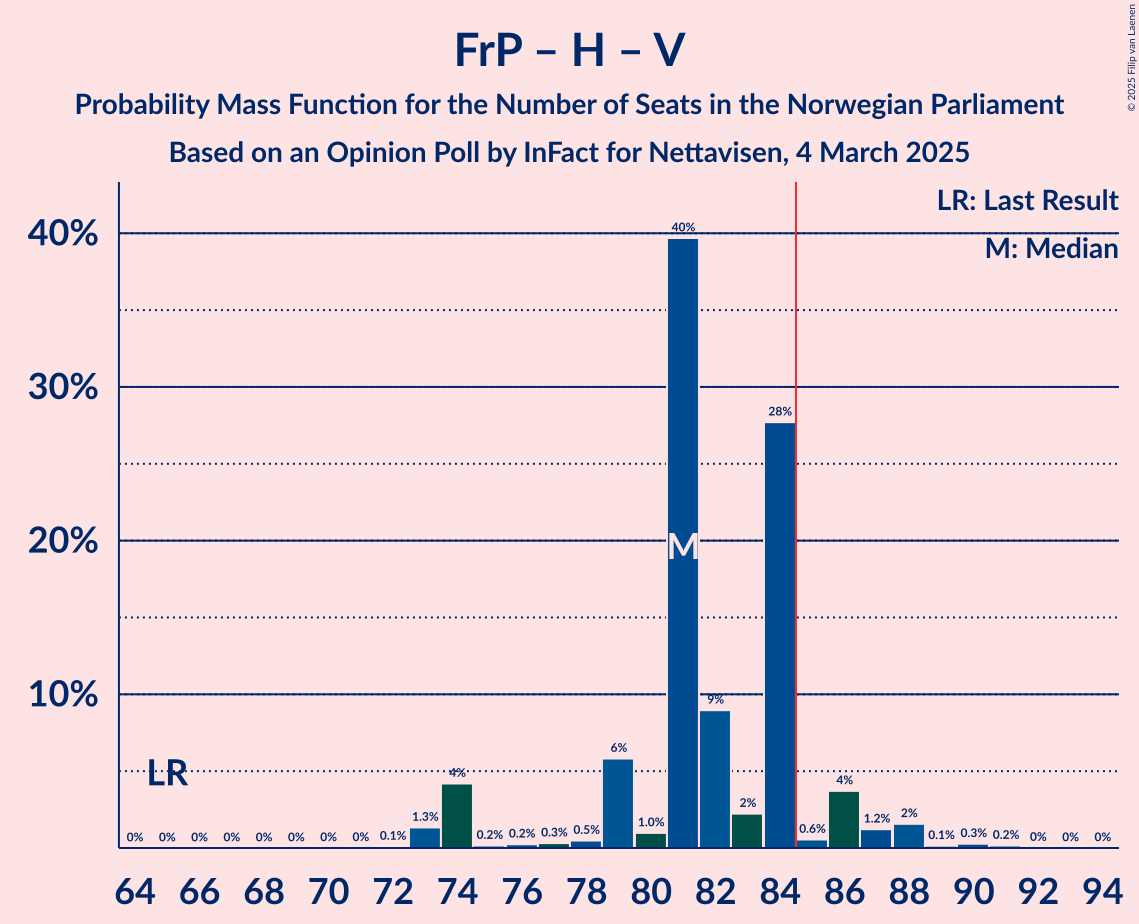 FrP – H – V
Probability Mass Function for the Number of Seats in the Norwegian Parliament
Based on an Opinion Poll by InFact for Nettavisen, 4 March 2025
© 2025 Filip van Laenen
LR: Last Result
M: Median
40%
30%
20%
10%
LR
M
0% 0% 0% 0% 0% 0% 0% 0% 0.1% 1.3% 4% 0.2% 0.2% 0.3% 0.5% 6% 1.0% 40% 9% 2% 28% 0.6% 4% 1.2% 2% 0.1% 0.3% 0.2% 0% 0% 0%
64 66 68 70 72 74 76 78 80 82 84 86 88 90 92 94